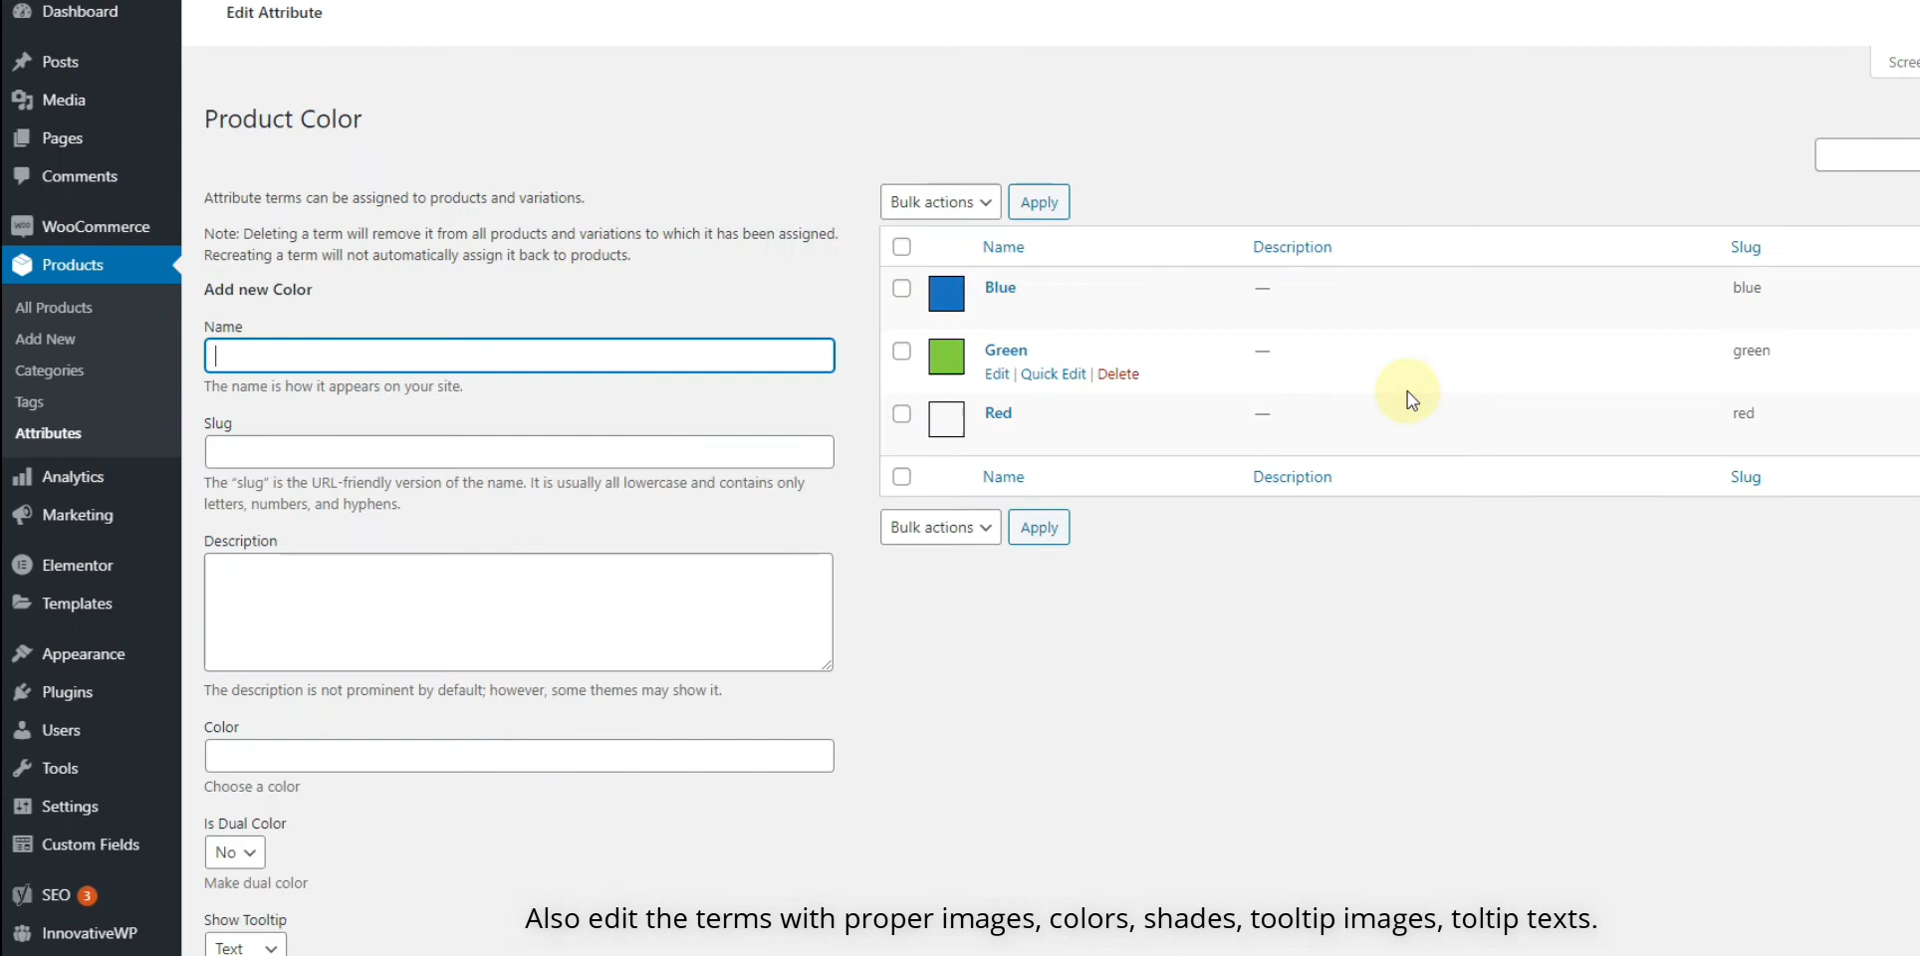 Dashboard
Posts
Media
Pages
Comments
WooCommerce
Products
All Products
Add New
Categories
Tags
Attributes
Analytics
Marketing
Elementor
Templates
Appearance
Plugins
Users
Tools
Settings
Custom Fields
SEO 3
InnovativeWP
Edit Attribute
Scree
Product Color
Attribute terms can be assigned to products and variations.
Note: Deleting a term will remove it from all products and variations to which it has been assigned.
Recreating a term will not automatically assign it back to products.
Add new Color
Name
The name is how it appears on your site.
Slug
The “slug” is the URL-friendly version of the name. It is usually all lowercase and contains only
letters, numbers, and hyphens.
Description
The description is not prominent by default; however, some themes may show it.
Color
Choose a color
Is Dual Color
No
Make dual color
Show Tooltip
Text
Bulk actions Apply
Name Description Slug
Blue — blue
Green — green
Edit | Quick Edit | Delete
Red — red
Name Description Slug
Bulk actions Apply
Also edit the terms with proper images, colors, shades, tooltip images, toltip texts.